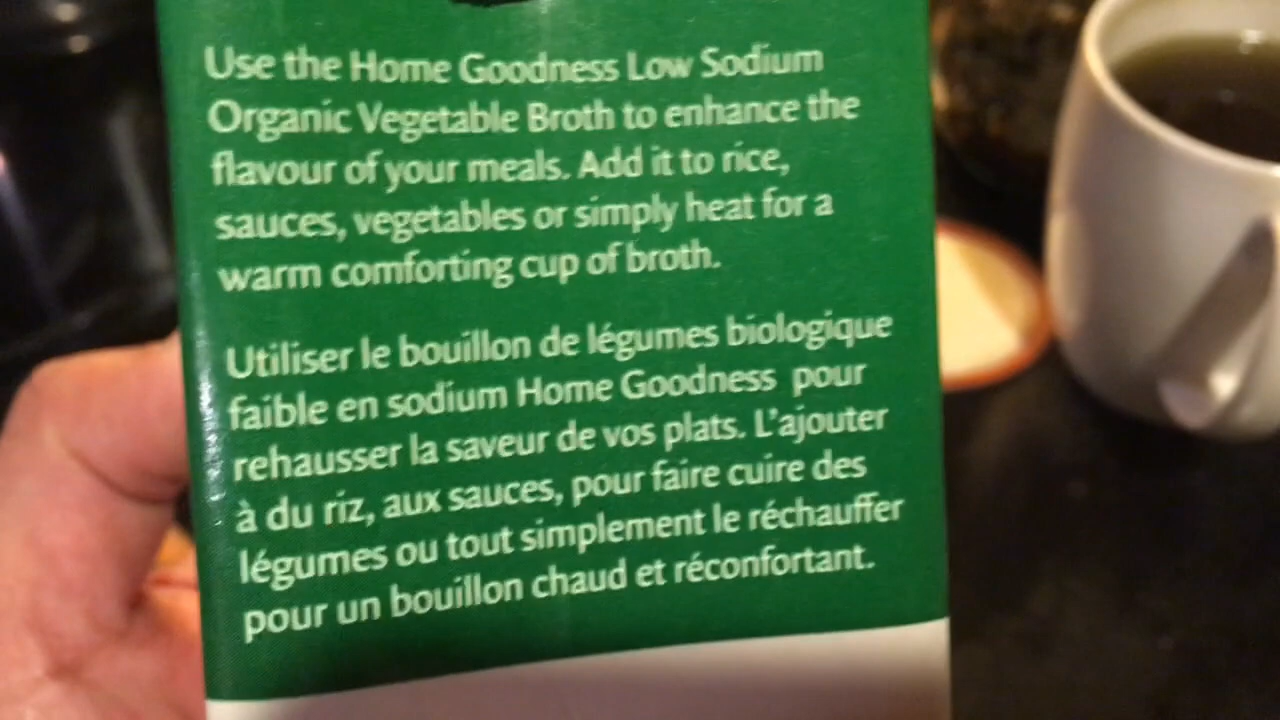 Use the Home Goodness Low Sodium
Organic Vegetable Broth to enhance the
flavour of your meals. Add it to rice,
sauces, vegetables or simply heat for a
warm comforting cup of broth.
Utiliser le bouillon de légumes biologique
faible en sodium Home Goodness pour
rehausser la saveur de vos plats. L'ajouter
à du riz, aux sauces, pour faire cuire des
légumes ou tout simplement le réchauffer
pour un bouillon chaud et réconfortant.